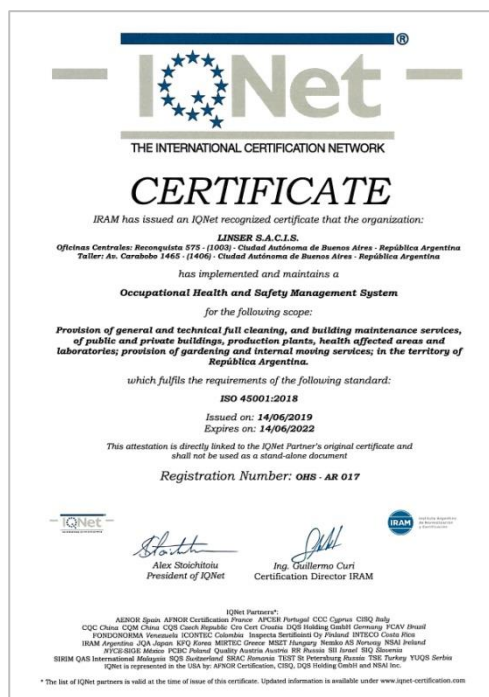 IQNet®
THE INTERNATIONAL CERTIFICATION NETWORK
CERTIFICATE
IRAM has issued an IQNet recognized certificate that the organization:
LINSER S.A.C.I.S.
Oficinas Centrales: Reconquista 575 - (1003) - Ciudad Autónoma de Buenos Aires - República Argentina
Taller: Av. Carabobo 1465 - (1406) - Ciudad Autónoma de Buenos Aires - República Argentina
has implemented and maintains a
Occupational Health and Safety Management System
for the following scope:
Provision of general and technical full cleaning, and building maintenance services,
of public and private buildings, production plants, health affected areas and
laboratories; provision of gardening and internal moving services; in the territory of
República Argentina.
which fulfils the requirements of the following standard:
ISO 45001:2018
Issued on: 14/06/2019
Expires on: 14/06/2022
This attestation is directly linked to the IQNet Partner's original certificate and
shall not be used as a stand-alone document
Registration Number: OHS - AR 017
IQNet
IRAM
Instituto Argentino
de Normalización
y Certificación
Alex Stoichitoiu
President of IQNet
Ing. Guillermo Curi
Certification Director IRAM
IQNet Partners*:
AENOR Spain AFNOR Certification France APCER Portugal CCC Cyprus CISQ Italy
CQC China CQM China CQS Czech Republic Cro Cert Croatia DQS Holding GmbH Germany FCAV Brazil
FONDONORMA Venezuela ICONTEC Colombia Inspecta Sertifiointi Oy Finland INTECO Costa Rica
IRAM Argentina JQA Japan KFQ Korea MIRTEC Greece MSZT Hungary Nemko AS Norway NSAI Ireland
NYCE-SIGE México PCBC Poland Quality Austria Austria RR Russia SII Israel SIQ Slovenia
SIRIM QAS International Malaysia SQS Switzerland SRAC Romania TEST St Petersburg Russia TSE Turkey YUQS Serbia
IQNet is represented in the USA by: AFNOR Certification, CISQ, DQS Holding GmbH and NSAI Inc.
* The list of IQNet partners is valid at the time of issue of this certificate. Updated information is available under www.iqnet-certification.com